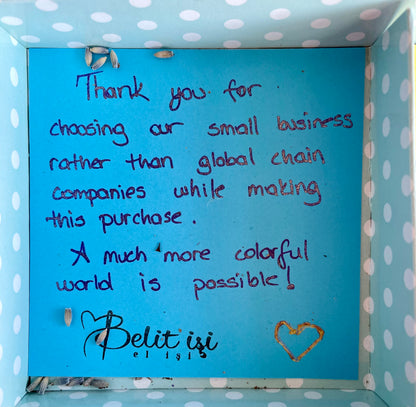 Thank you for
choosing our small business
rather than global chain
companies while making
this purchase.
A much more colorful
world is possible!
Belit işi
el işi